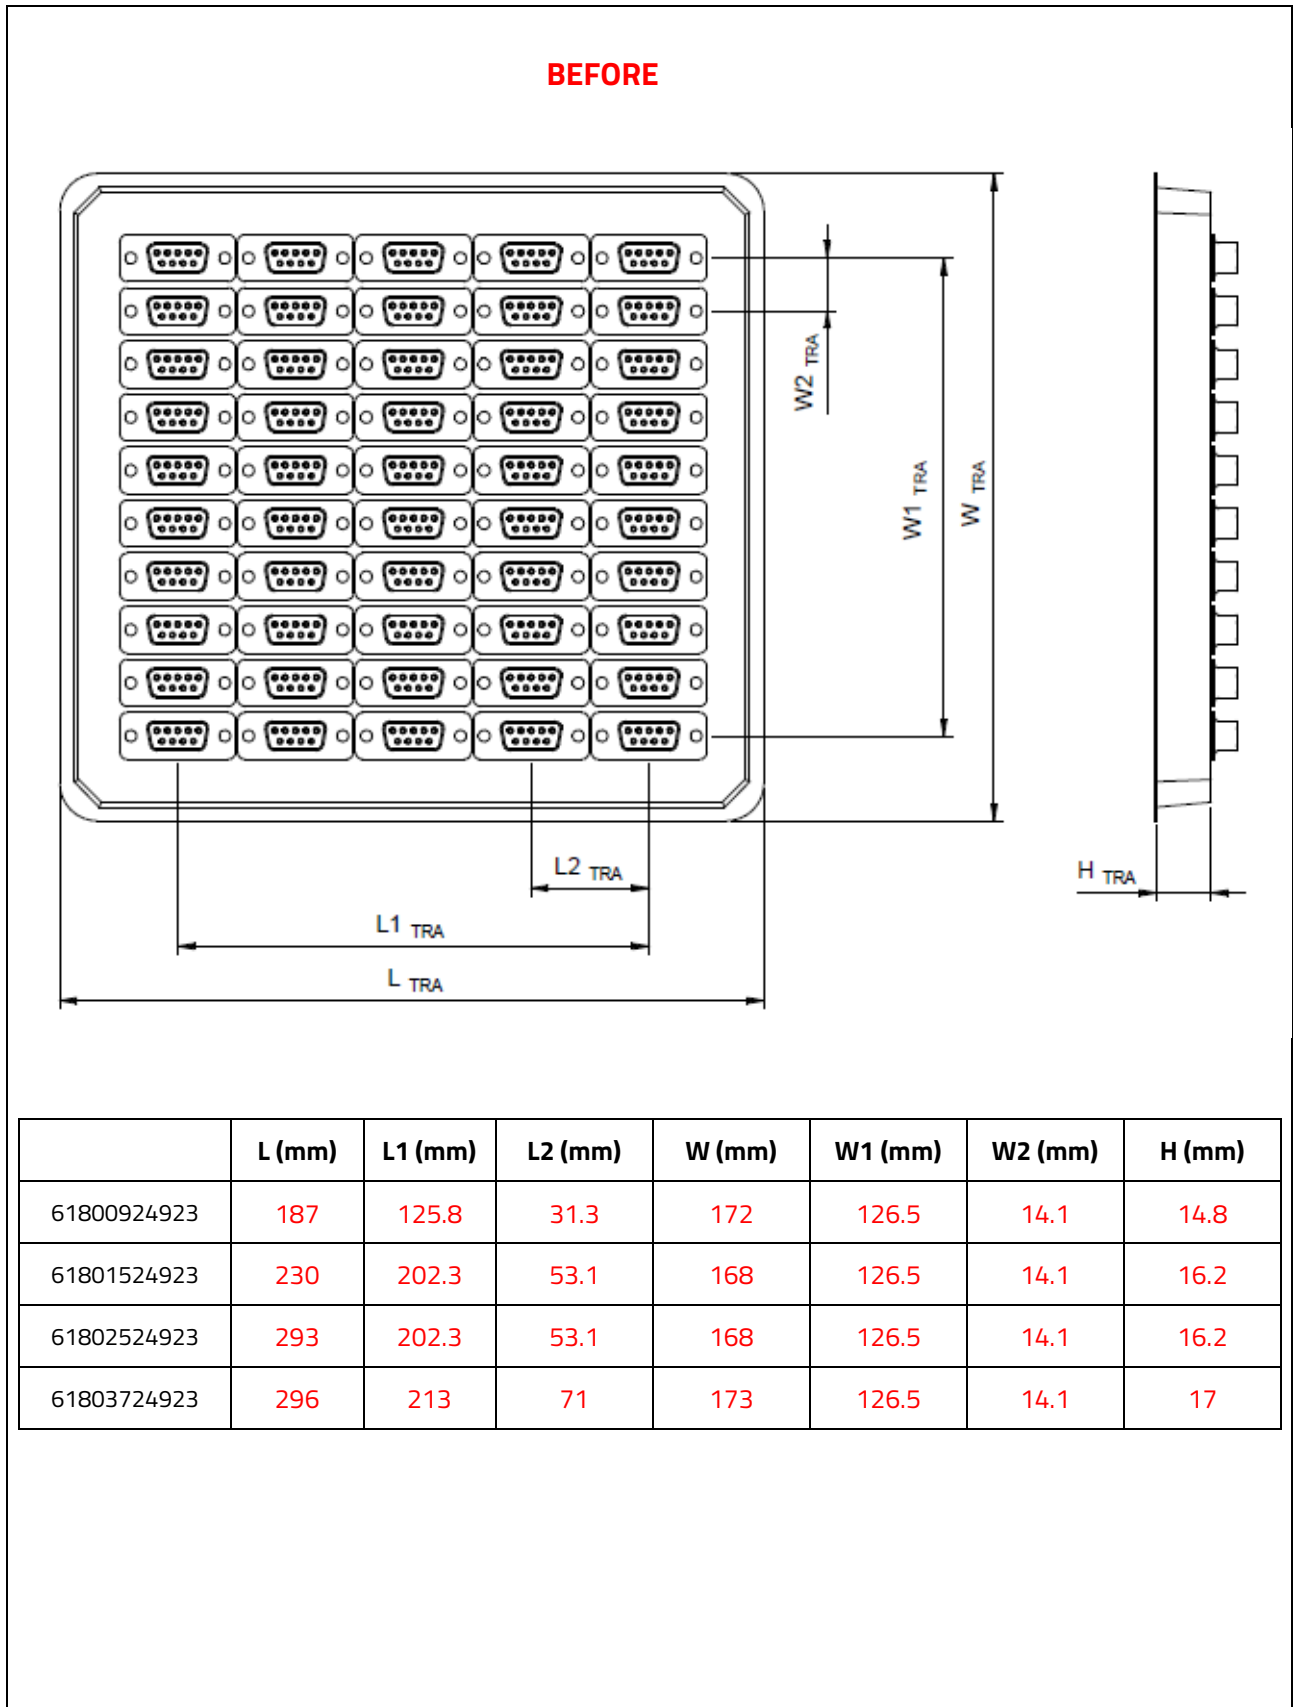 BEFORE
W2 TRA
W1 TRA
W TRA
L2 TRA
H TRA
L1 TRA
L TRA
L (mm) L1 (mm) L2 (mm) W (mm) W1 (mm) W2 (mm) H (mm)
61800924923 187 125.8 31.3 172 126.5 14.1 14.8
61801524923 230 202.3 53.1 168 126.5 14.1 16.2
61802524923 293 202.3 53.1 168 126.5 14.1 16.2
61803724923 296 213 71 173 126.5 14.1 17